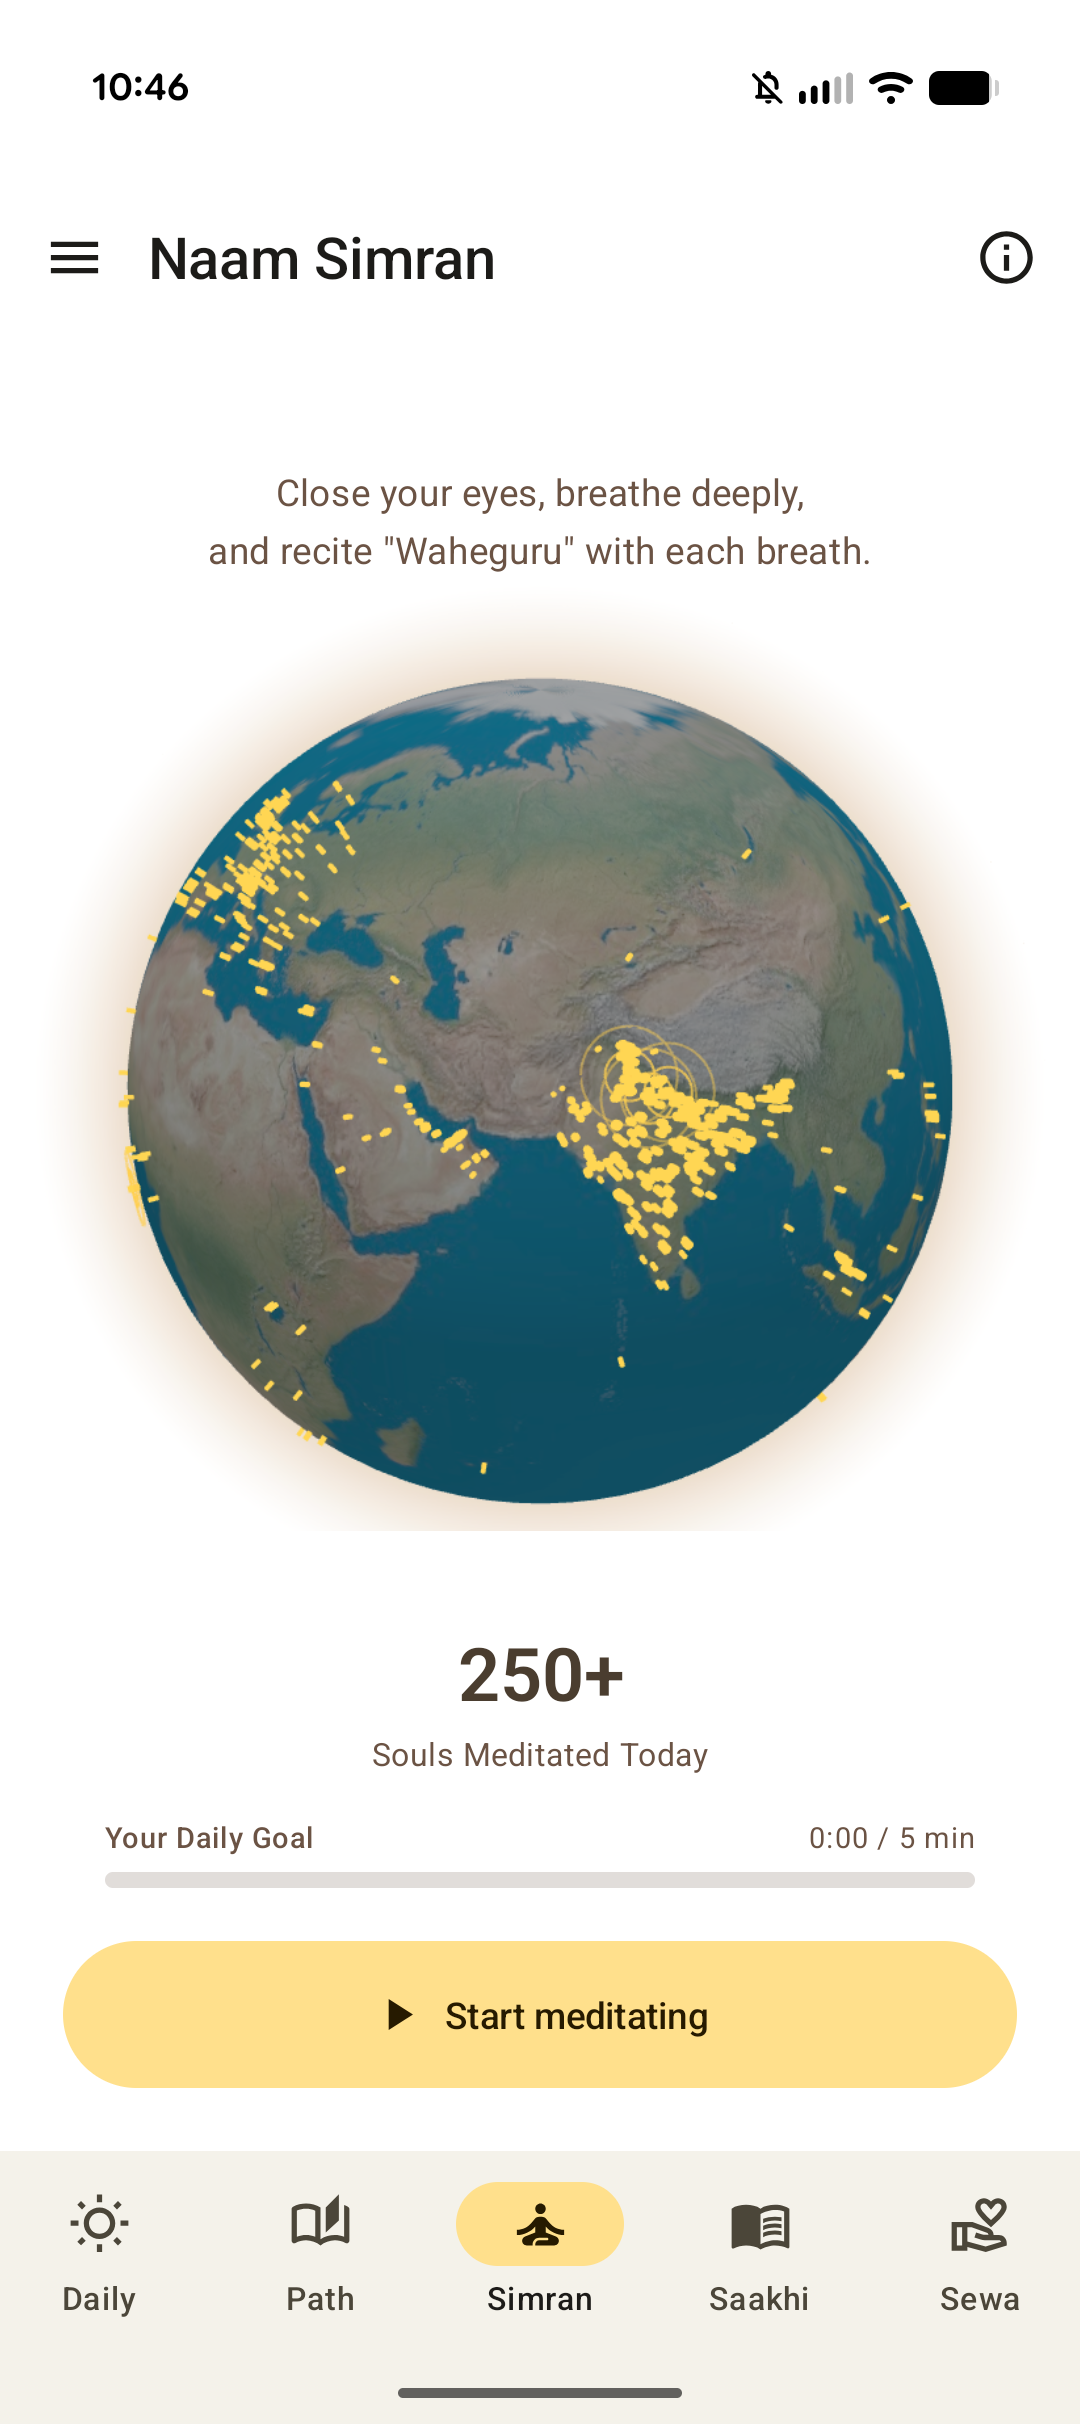 10:46
Naam Simran
Close your eyes, breathe deeply,
and recite "Waheguru" with each breath.
250+
Souls Meditated Today
Your Daily Goal
0:00 / 5 min
Start meditating
Daily
Path
Simran
Saakhi
Sewa